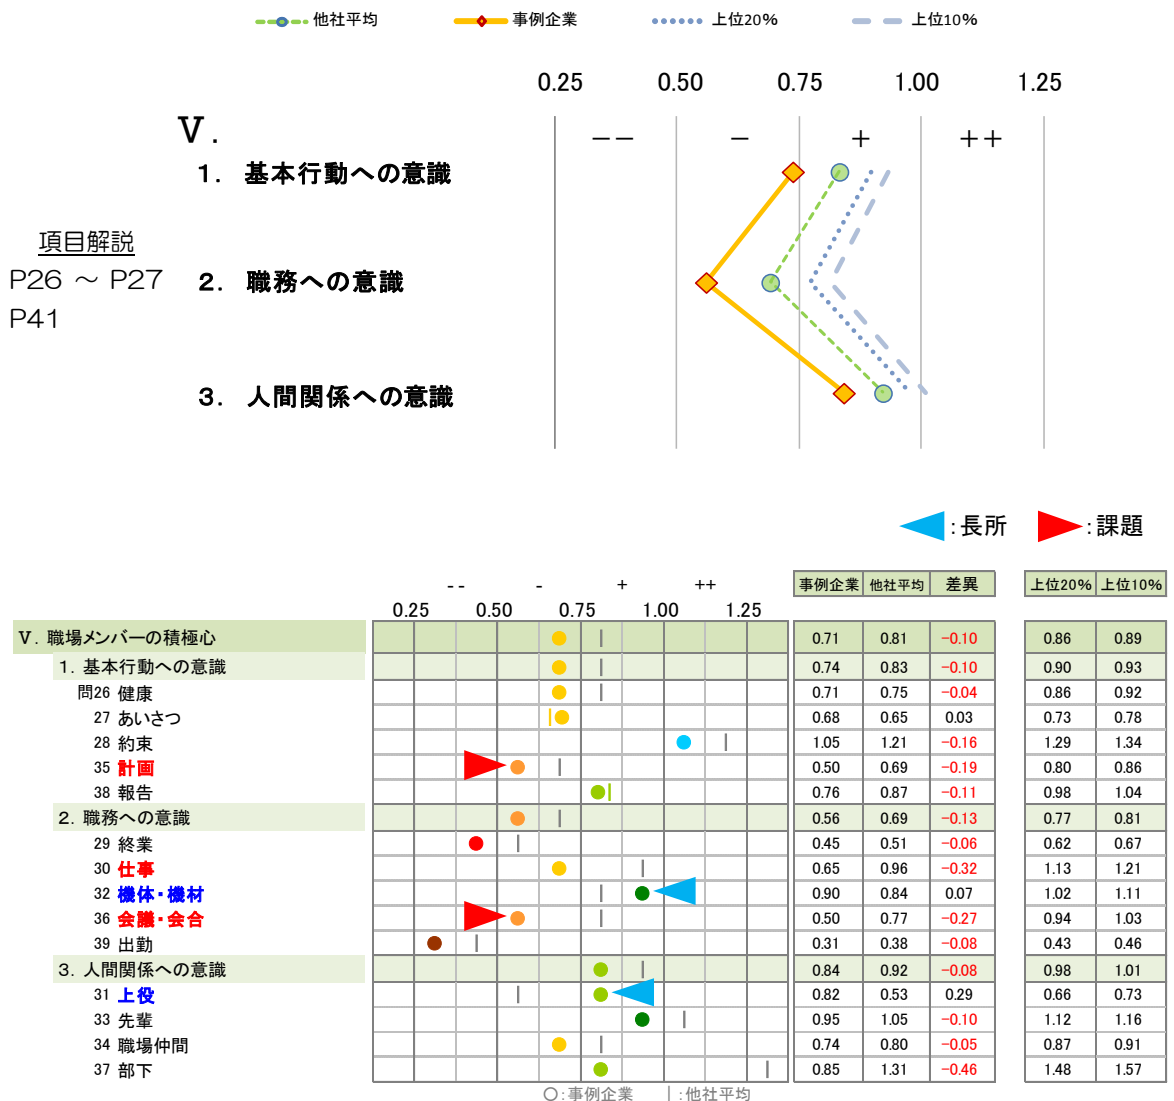 他社平均 事例企業 上位20% 上位10%
0.25 0.50 0.75 1.00 1.25
Ⅴ. −− − + ++
1. 基本行動への意識
項目解説
P26 ～ P27 2. 職務への意識
P41
3. 人間関係への意識
:長所 :課題
-- - + ++ 事例企業 他社平均 差異 上位20% 上位10%
0.25 0.50 0.75 1.00 1.25
Ⅴ. 職場メンバーの積極心 0.71 0.81 −0.10 0.86 0.89
1. 基本行動への意識 0.74 0.83 −0.10 0.90 0.93
問26 健康 0.71 0.75 −0.04 0.86 0.92
27 あいさつ 0.68 0.65 0.03 0.73 0.78
28 約束 1.05 1.21 −0.16 1.29 1.34
35 計画 0.50 0.69 −0.19 0.80 0.86
38 報告 0.76 0.87 −0.11 0.98 1.04
2. 職務への意識 0.56 0.69 −0.13 0.77 0.81
29 終業 0.45 0.51 −0.06 0.62 0.67
30 仕事 0.65 0.96 −0.32 1.13 1.21
32 機体・機材 0.90 0.84 0.07 1.02 1.11
36 会議・会合 0.50 0.77 −0.27 0.94 1.03
39 出勤 0.31 0.38 −0.08 0.43 0.46
3. 人間関係への意識 0.84 0.92 −0.08 0.98 1.01
31 上役 0.82 0.53 0.29 0.66 0.73
33 先輩 0.95 1.05 −0.10 1.12 1.16
34 職場仲間 0.74 0.80 −0.05 0.87 0.91
37 部下 0.85 1.31 −0.46 1.48 1.57
○:事例企業 |:他社平均